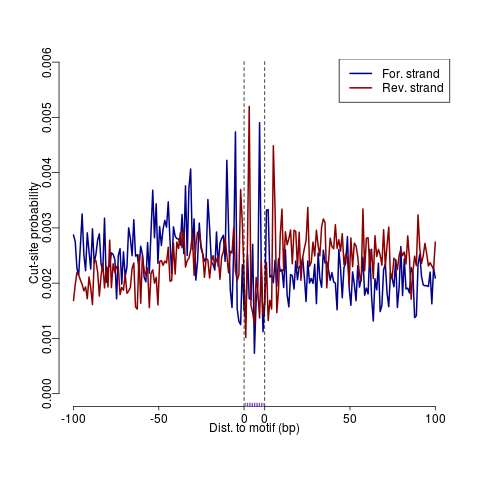 For. strand
Rev. strand
Cut-site probability
0.006
0.005
0.004
0.003
0.002
0.001
0.000
-100 -50 0 0 50 100
Dist. to motif (bp)